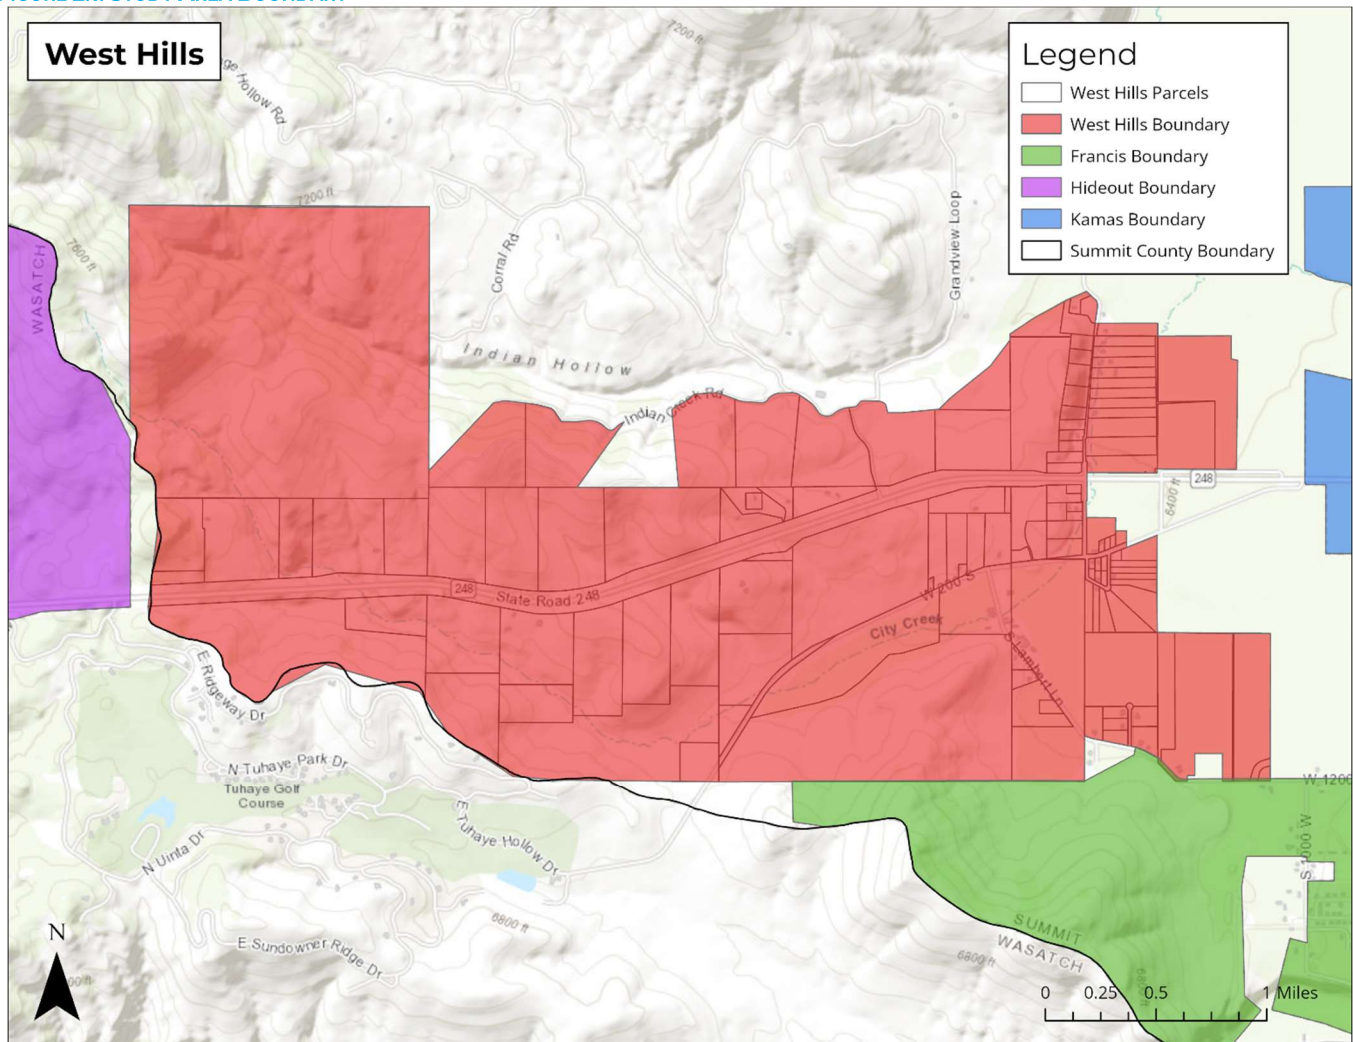 West Hills
Legend
West Hills Parcels
West Hills Boundary
Francis Boundary
Hideout Boundary
Kamas Boundary
Summit County Boundary
7200 ft
Hollow Rd
7200 ft
7600 ft
WASATCH
Corral Rd
Grandview Loop
Indian Hollow
Indian Creek Rd
248
6400 ft
248
State Road 248
W 200 S
City Creek
S Lambert Ln
E Ridgeway Dr
N Tuhaye Park Dr
Tuhaye Golf
Course
N Uinta Dr
E Tuhaye Hollow Dr
W 1200
S 1000 W
6800 ft
E Sundowner Ridge Dr
SUMMIT
WASATCH
6800 ft
N
0 0.25 0.5 1 Miles